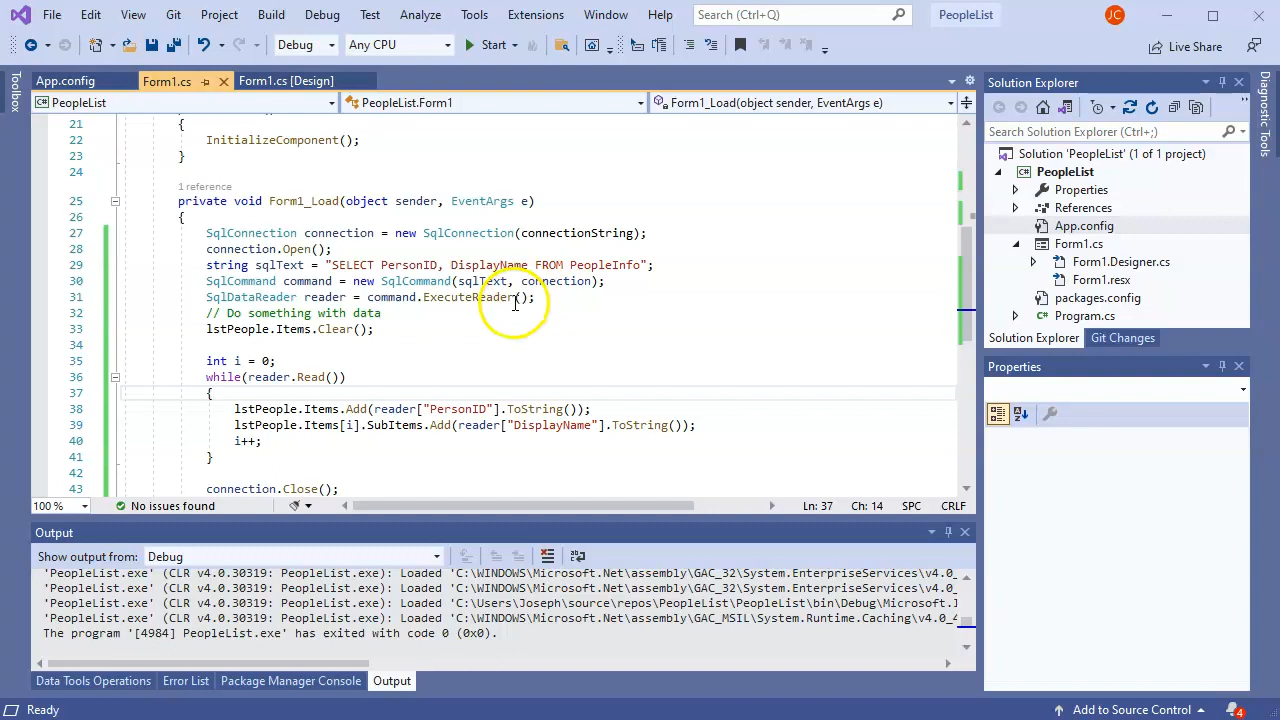 File Edit View Git Project Build Debug Test Analyze Tools Extensions Window Help Search (Ctrl+Q) PeopleList JC
Debug Any CPU Start Live Share
Toolbox
App.config Form1.cs Form1.cs [Design]
PeopleList PeopleList.Form1 Form1_Load(object sender, EventArgs e)
21 {
22 InitializeComponent();
23 }
24
1 reference
25 private void Form1_Load(object sender, EventArgs e)
26 {
27 SqlConnection connection = new SqlConnection(connectionString);
28 connection.Open();
29 string sqlText = "SELECT PersonID, DisplayName FROM PeopleInfo";
30 SqlCommand command = new SqlCommand(sqlText, connection);
31 SqlDataReader reader = command.ExecuteReader();
32 // Do something with data
33 lstPeople.Items.Clear();
34
35 int i = 0;
36 while(reader.Read())
37 {
38 lstPeople.Items.Add(reader["PersonID"].ToString());
39 lstPeople.Items[i].SubItems.Add(reader["DisplayName"].ToString());
40 i++;
41 }
42
43 connection.Close();
100 % No issues found Ln: 37 Ch: 14 SPC CRLF
Output
Show output from: Debug
'PeopleList.exe' (CLR v4.0.30319: PeopleList.exe): Loaded 'C:\WINDOWS\Microsoft.Net\assembly\GAC_32\System.EnterpriseServices\v4.0_
'PeopleList.exe' (CLR v4.0.30319: PeopleList.exe): Loaded 'C:\WINDOWS\Microsoft.Net\assembly\GAC_32\System.EnterpriseServices\v4.0_
'PeopleList.exe' (CLR v4.0.30319: PeopleList.exe): Loaded 'C:\Users\Joseph\source\repos\PeopleList\PeopleList\bin\Debug\Microsoft.
'PeopleList.exe' (CLR v4.0.30319: PeopleList.exe): Loaded 'C:\WINDOWS\Microsoft.Net\assembly\GAC_MSIL\System.Runtime.Caching\v4.0_
The program '[4984] PeopleList.exe' has exited with code 0 (0x0).
Data Tools Operations Error List Package Manager Console Output
Solution Explorer
Search Solution Explorer (Ctrl+;)
Solution 'PeopleList' (1 of 1 project)
PeopleList
Properties
References
App.config
Form1.cs
Form1.Designer.cs
Form1.resx
packages.config
Program.cs
Solution Explorer Git Changes
Properties
Diagnostic Tools
Ready Add to Source Control 4